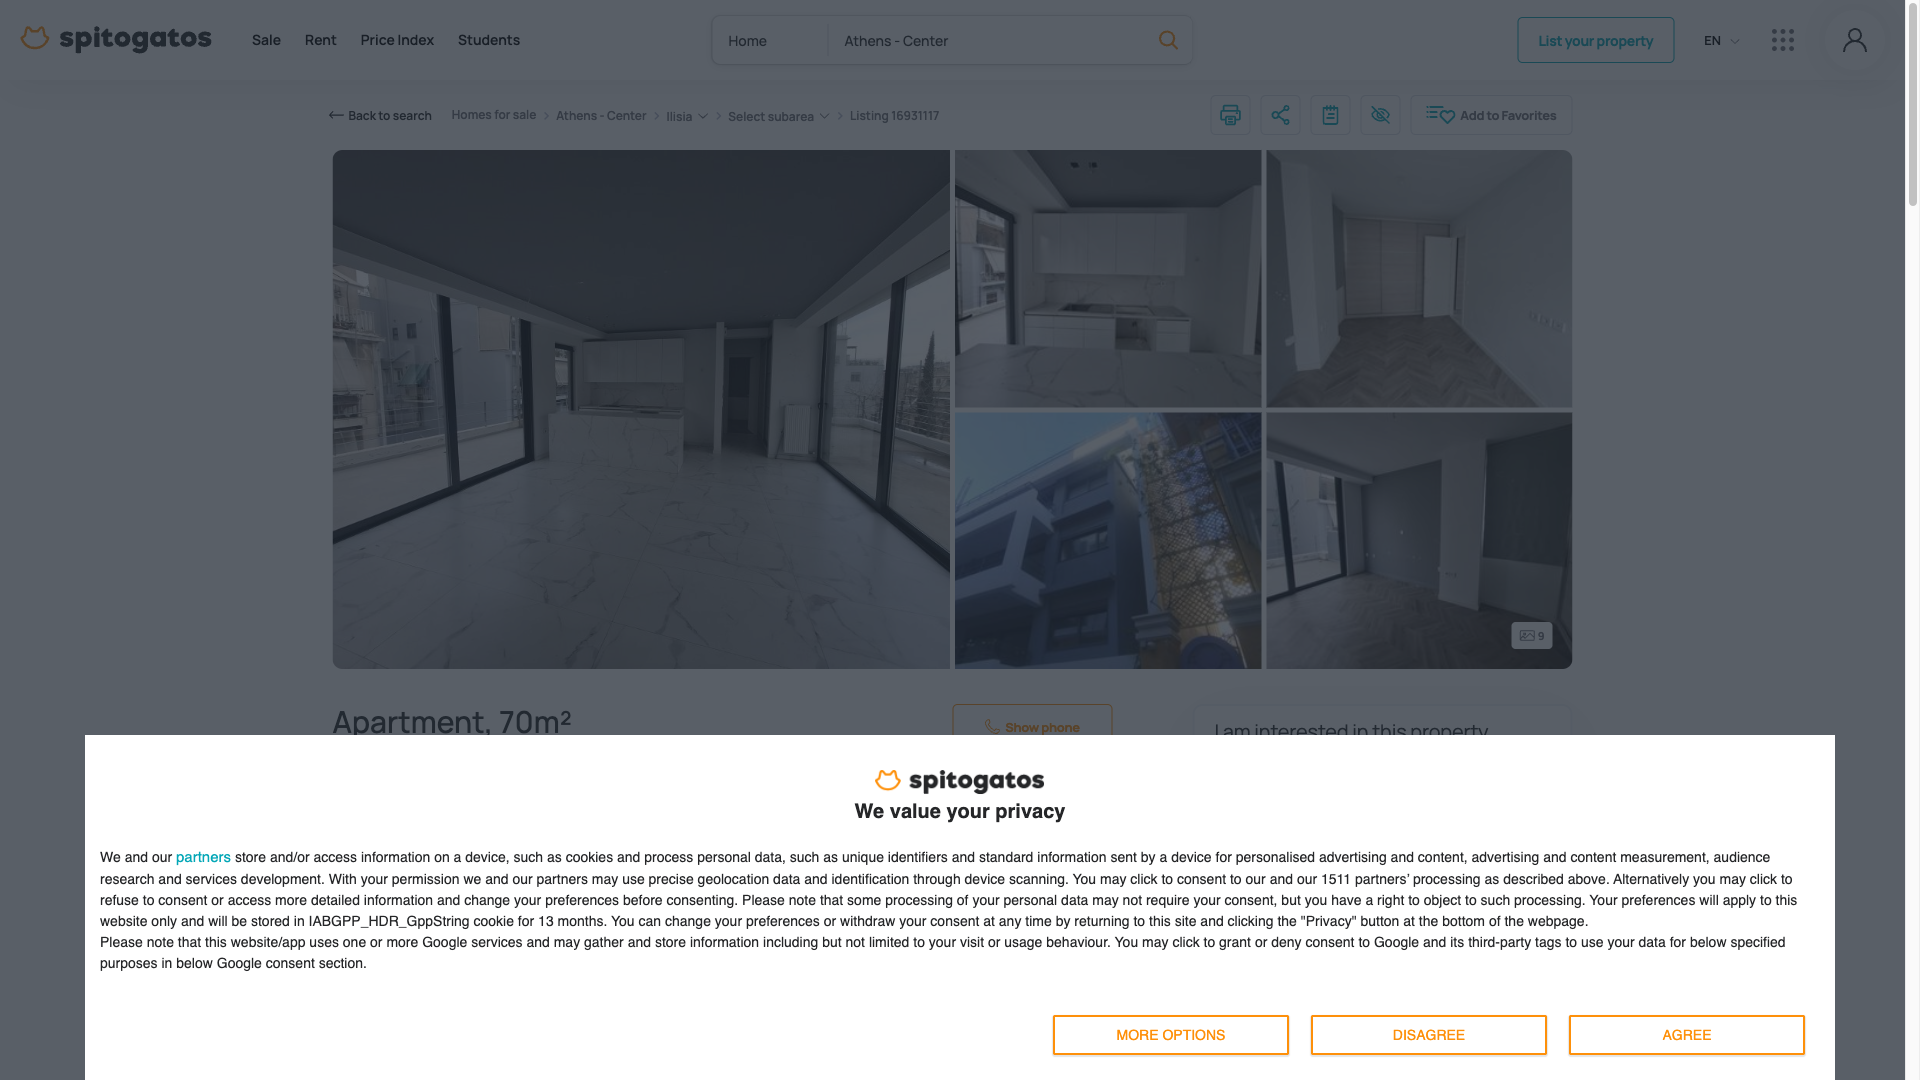 spitogatos
Sale Rent Price Index Students
Home Athens - Center
List your property
EN
Back to search Homes for sale Athens - Center Ilisia Select subarea Listing 16931117
Add to Favorites
9
Apartment, 70m²
Show phone
I am interested in this property
spitogatos
We value your privacy
We and our partners store and/or access information on a device, such as cookies and process personal data, such as unique identifiers and standard information sent by a device for personalised advertising and content, advertising and content measurement, audience
research and services development. With your permission we and our partners may use precise geolocation data and identification through device scanning. You may click to consent to our and our 1511 partners’ processing as described above. Alternatively you may click to
refuse to consent or access more detailed information and change your preferences before consenting. Please note that some processing of your personal data may not require your consent, but you have a right to object to such processing. Your preferences will apply to this
website only and will be stored in IABGPP_HDR_GppString cookie for 13 months. You can change your preferences or withdraw your consent at any time by returning to this site and clicking the "Privacy" button at the bottom of the webpage.
Please note that this website/app uses one or more Google services and may gather and store information including but not limited to your visit or usage behaviour. You may click to grant or deny consent to Google and its third-party tags to use your data for below specified
purposes in below Google consent section.
MORE OPTIONS DISAGREE AGREE